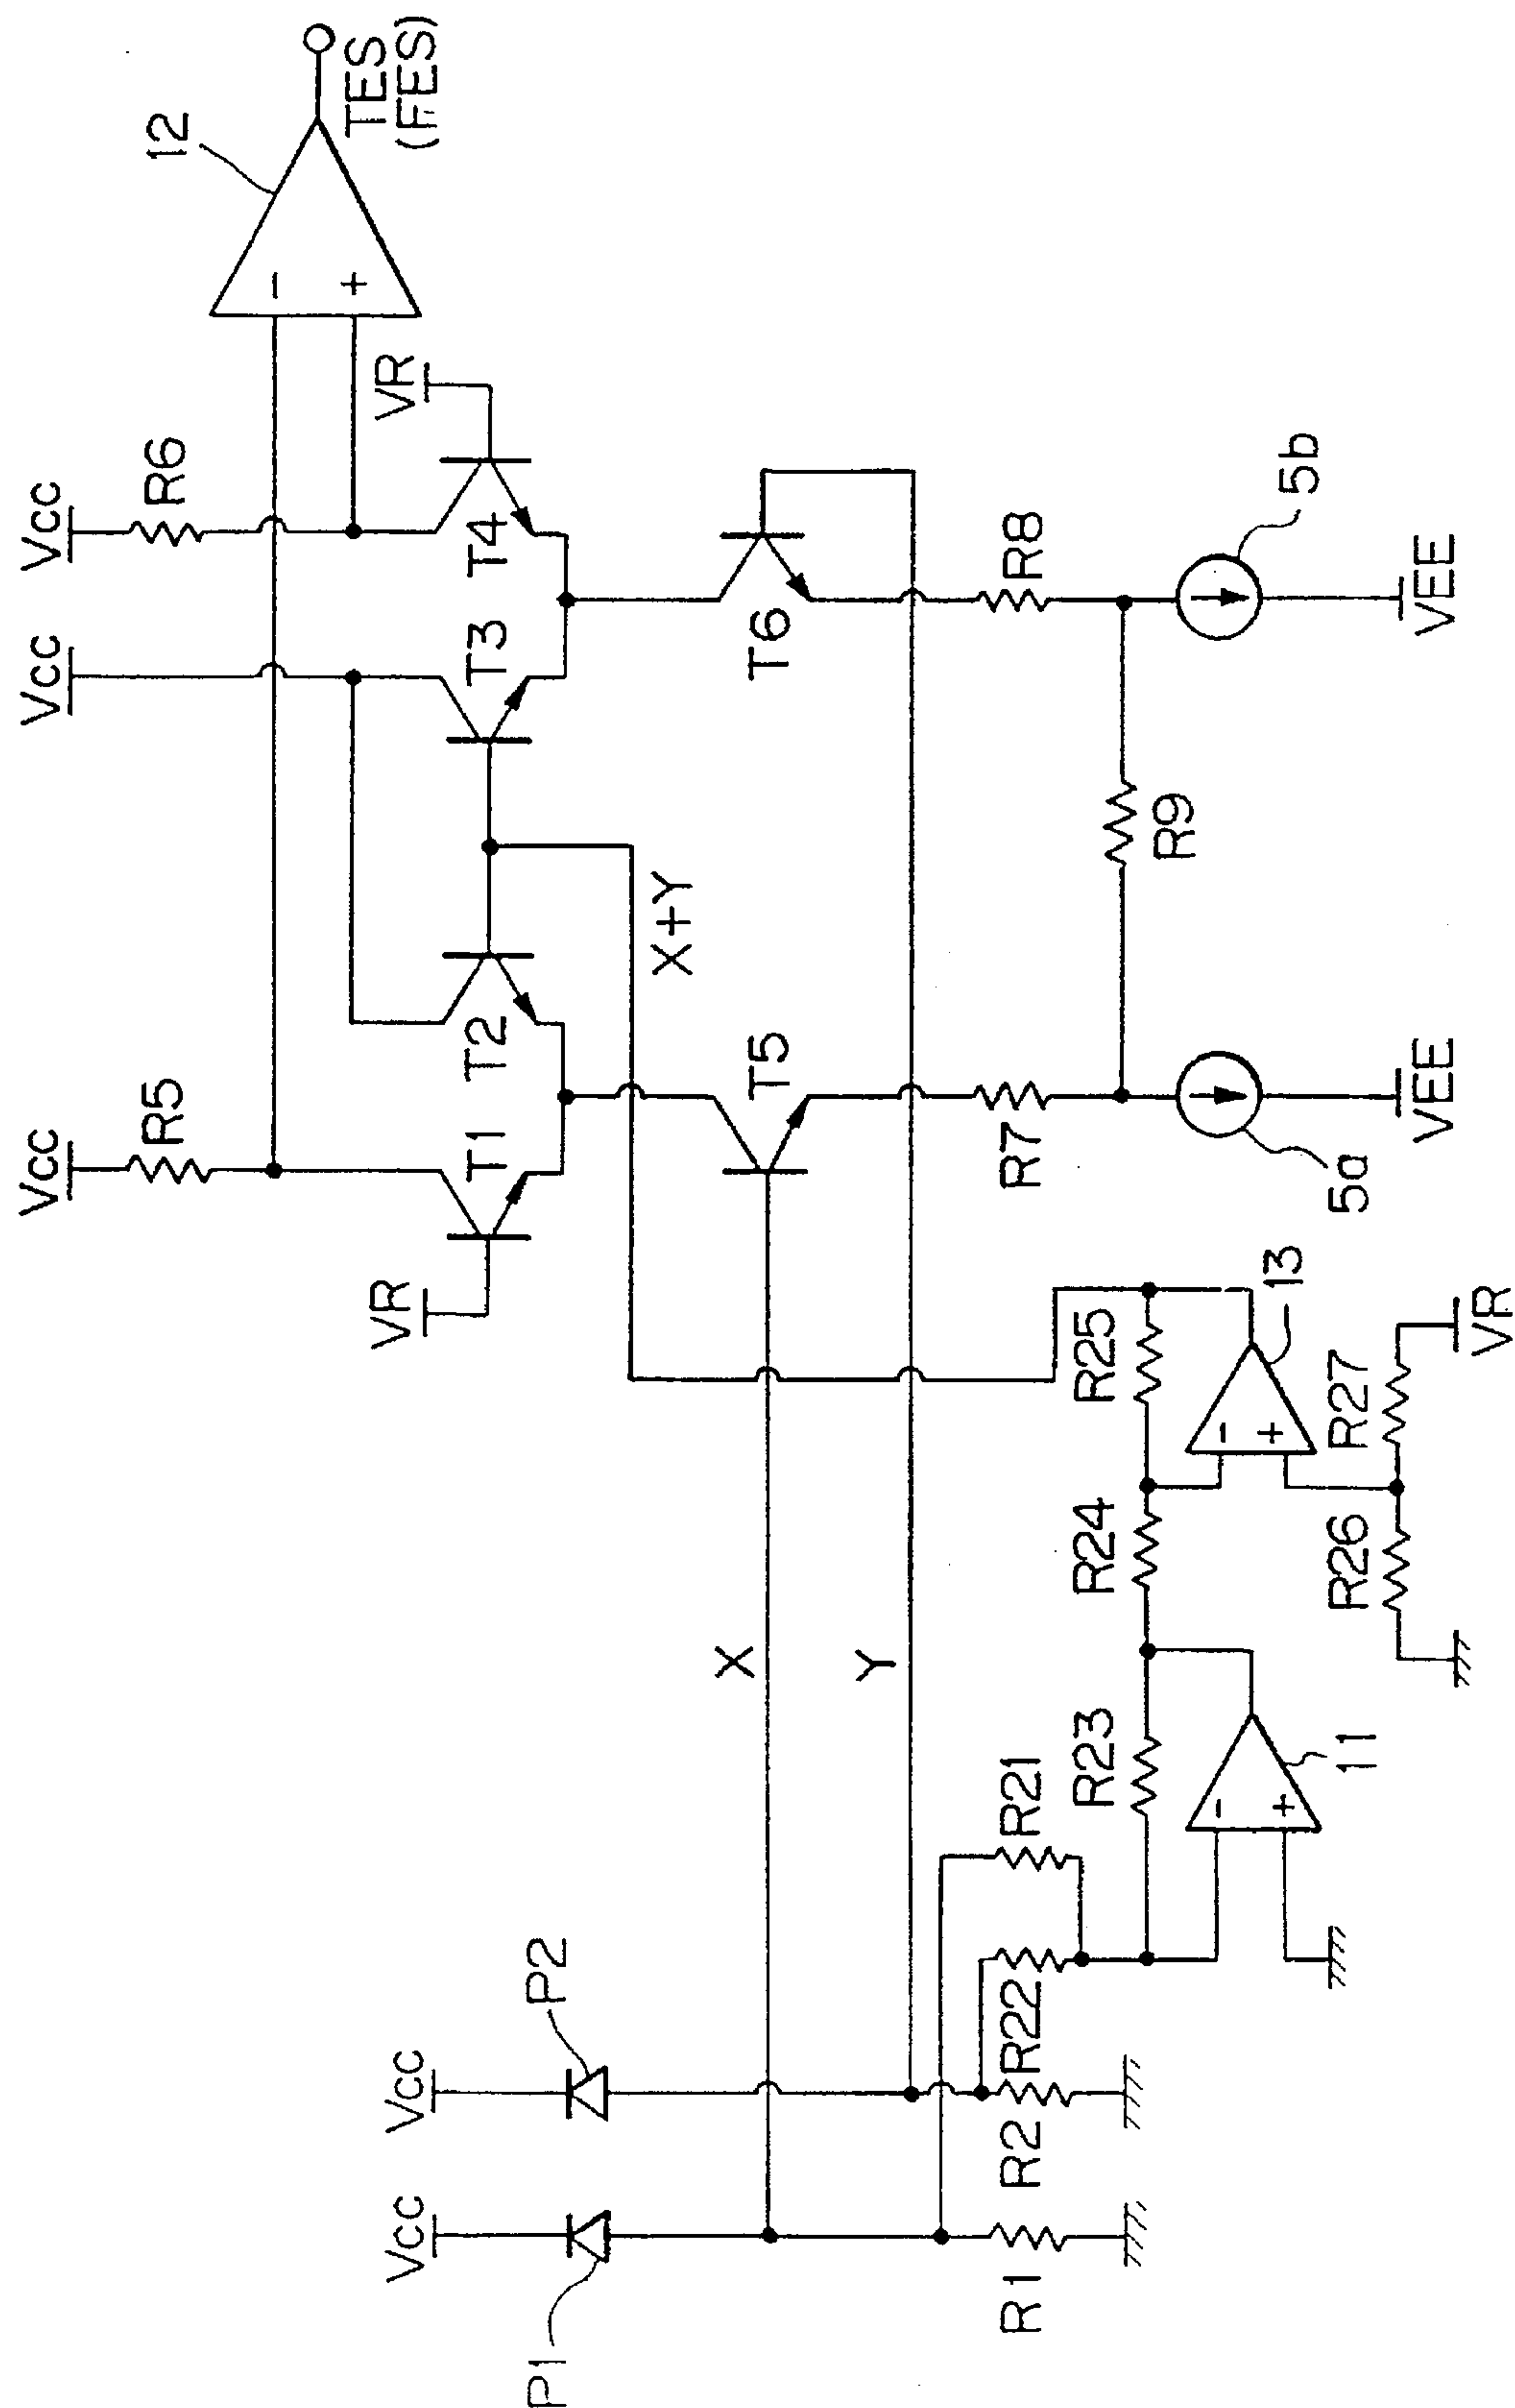 Vcc
Vcc
Vcc
R5
R6
12
TES
(FES)
VR
T1
T2
T3
T4
VR
X+Y
Vcc
Vcc
P1
P2
T5
T6
X
Y
R1
R2
R22
R21
R23
R24
R25
R7
R9
R8
11
13
R26
R27
VR
5a
5b
VEE
VEE